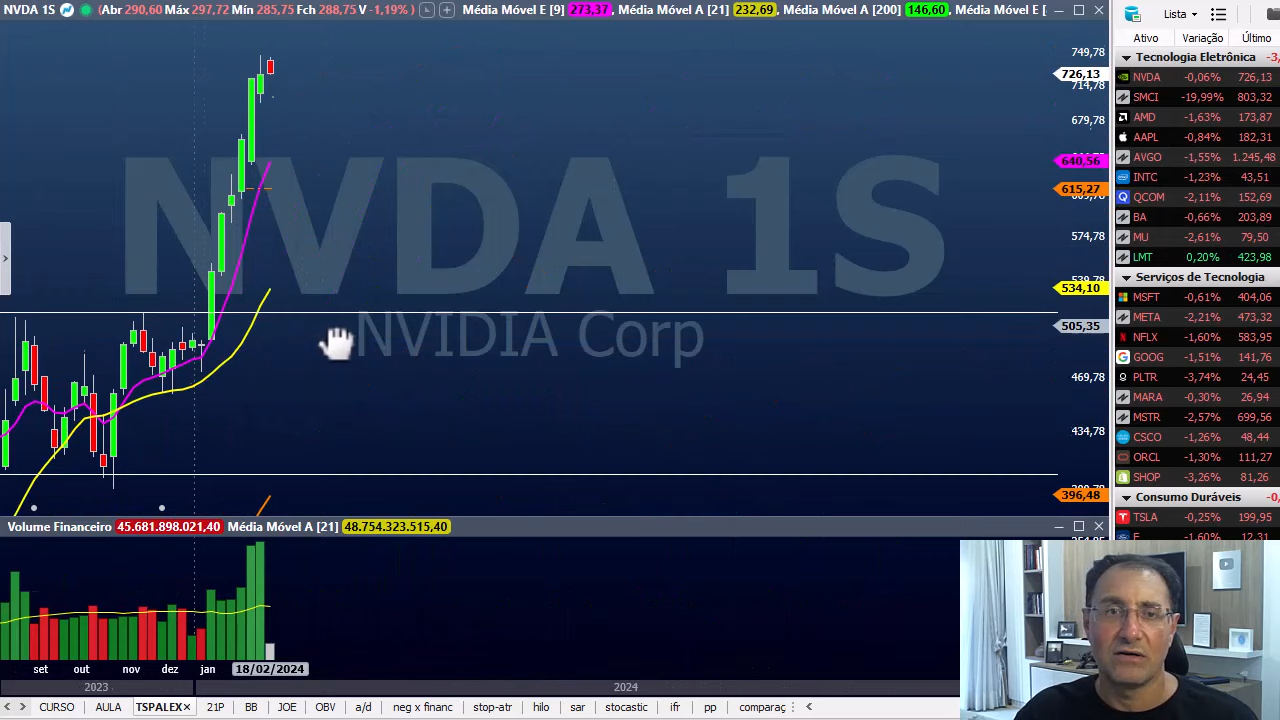 NVDA 1S (Abr 290,60 Máx 297,72 Mín 285,75 Fch 288,75 V -1,19%) Média Móvel E [9] 273,37 Média Móvel A [21] 232,69 Média Móvel A [200] 146,60 Média Móvel E [
749,78
726,13
714,78
679,78
640,56
615,27
574,78
534,10
505,35
469,78
434,78
396,48
NVDA 1S
NVIDIA Corp
Volume Financeiro 45.681.898.021,40 Média Móvel A [21] 48.754.323.515,40
set out nov dez jan 18/02/2024
2023 2024
CURSO AULA TSPALEX 21P BB JOE OBV a/d neg x financ stop-atr hilo sar stocastic ifr pp comparaç
Lista
Ativo Variação Último
Tecnologia Eletrônica -3,
NVDA -0,06% 726,13
SMCI -19,99% 803,32
AMD -1,63% 173,87
AAPL -0,84% 182,31
AVGO -1,55% 1.245,48
INTC -1,23% 43,51
QCOM -2,11% 152,69
BA -0,66% 203,89
MU -2,61% 79,50
LMT 0,20% 423,98
Serviços de Tecnologia
MSFT -0,61% 404,06
META -2,21% 473,32
NFLX -1,60% 583,95
GOOG -1,51% 141,76
PLTR -3,74% 24,45
MARA -0,30% 26,94
MSTR -2,57% 699,56
CSCO -1,26% 48,44
ORCL -1,30% 111,27
SHOP -3,26% 81,26
Consumo Duráveis -0,
TSLA -0,25% 199,95
F -1,60% 12,31